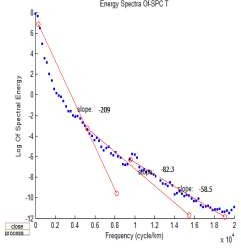 Energy Spectra Of-SPC T
Log Of Spectral Energy
8
6
4
2
0
-2
-4
-6
-8
-10
-12
slope: -209
-82.3
slope: -58.5
0 0.2 0.4 0.6 0.8 1 1.2 1.4 1.6 1.8 2
x 10
Frequency (cycle/km)
close
process